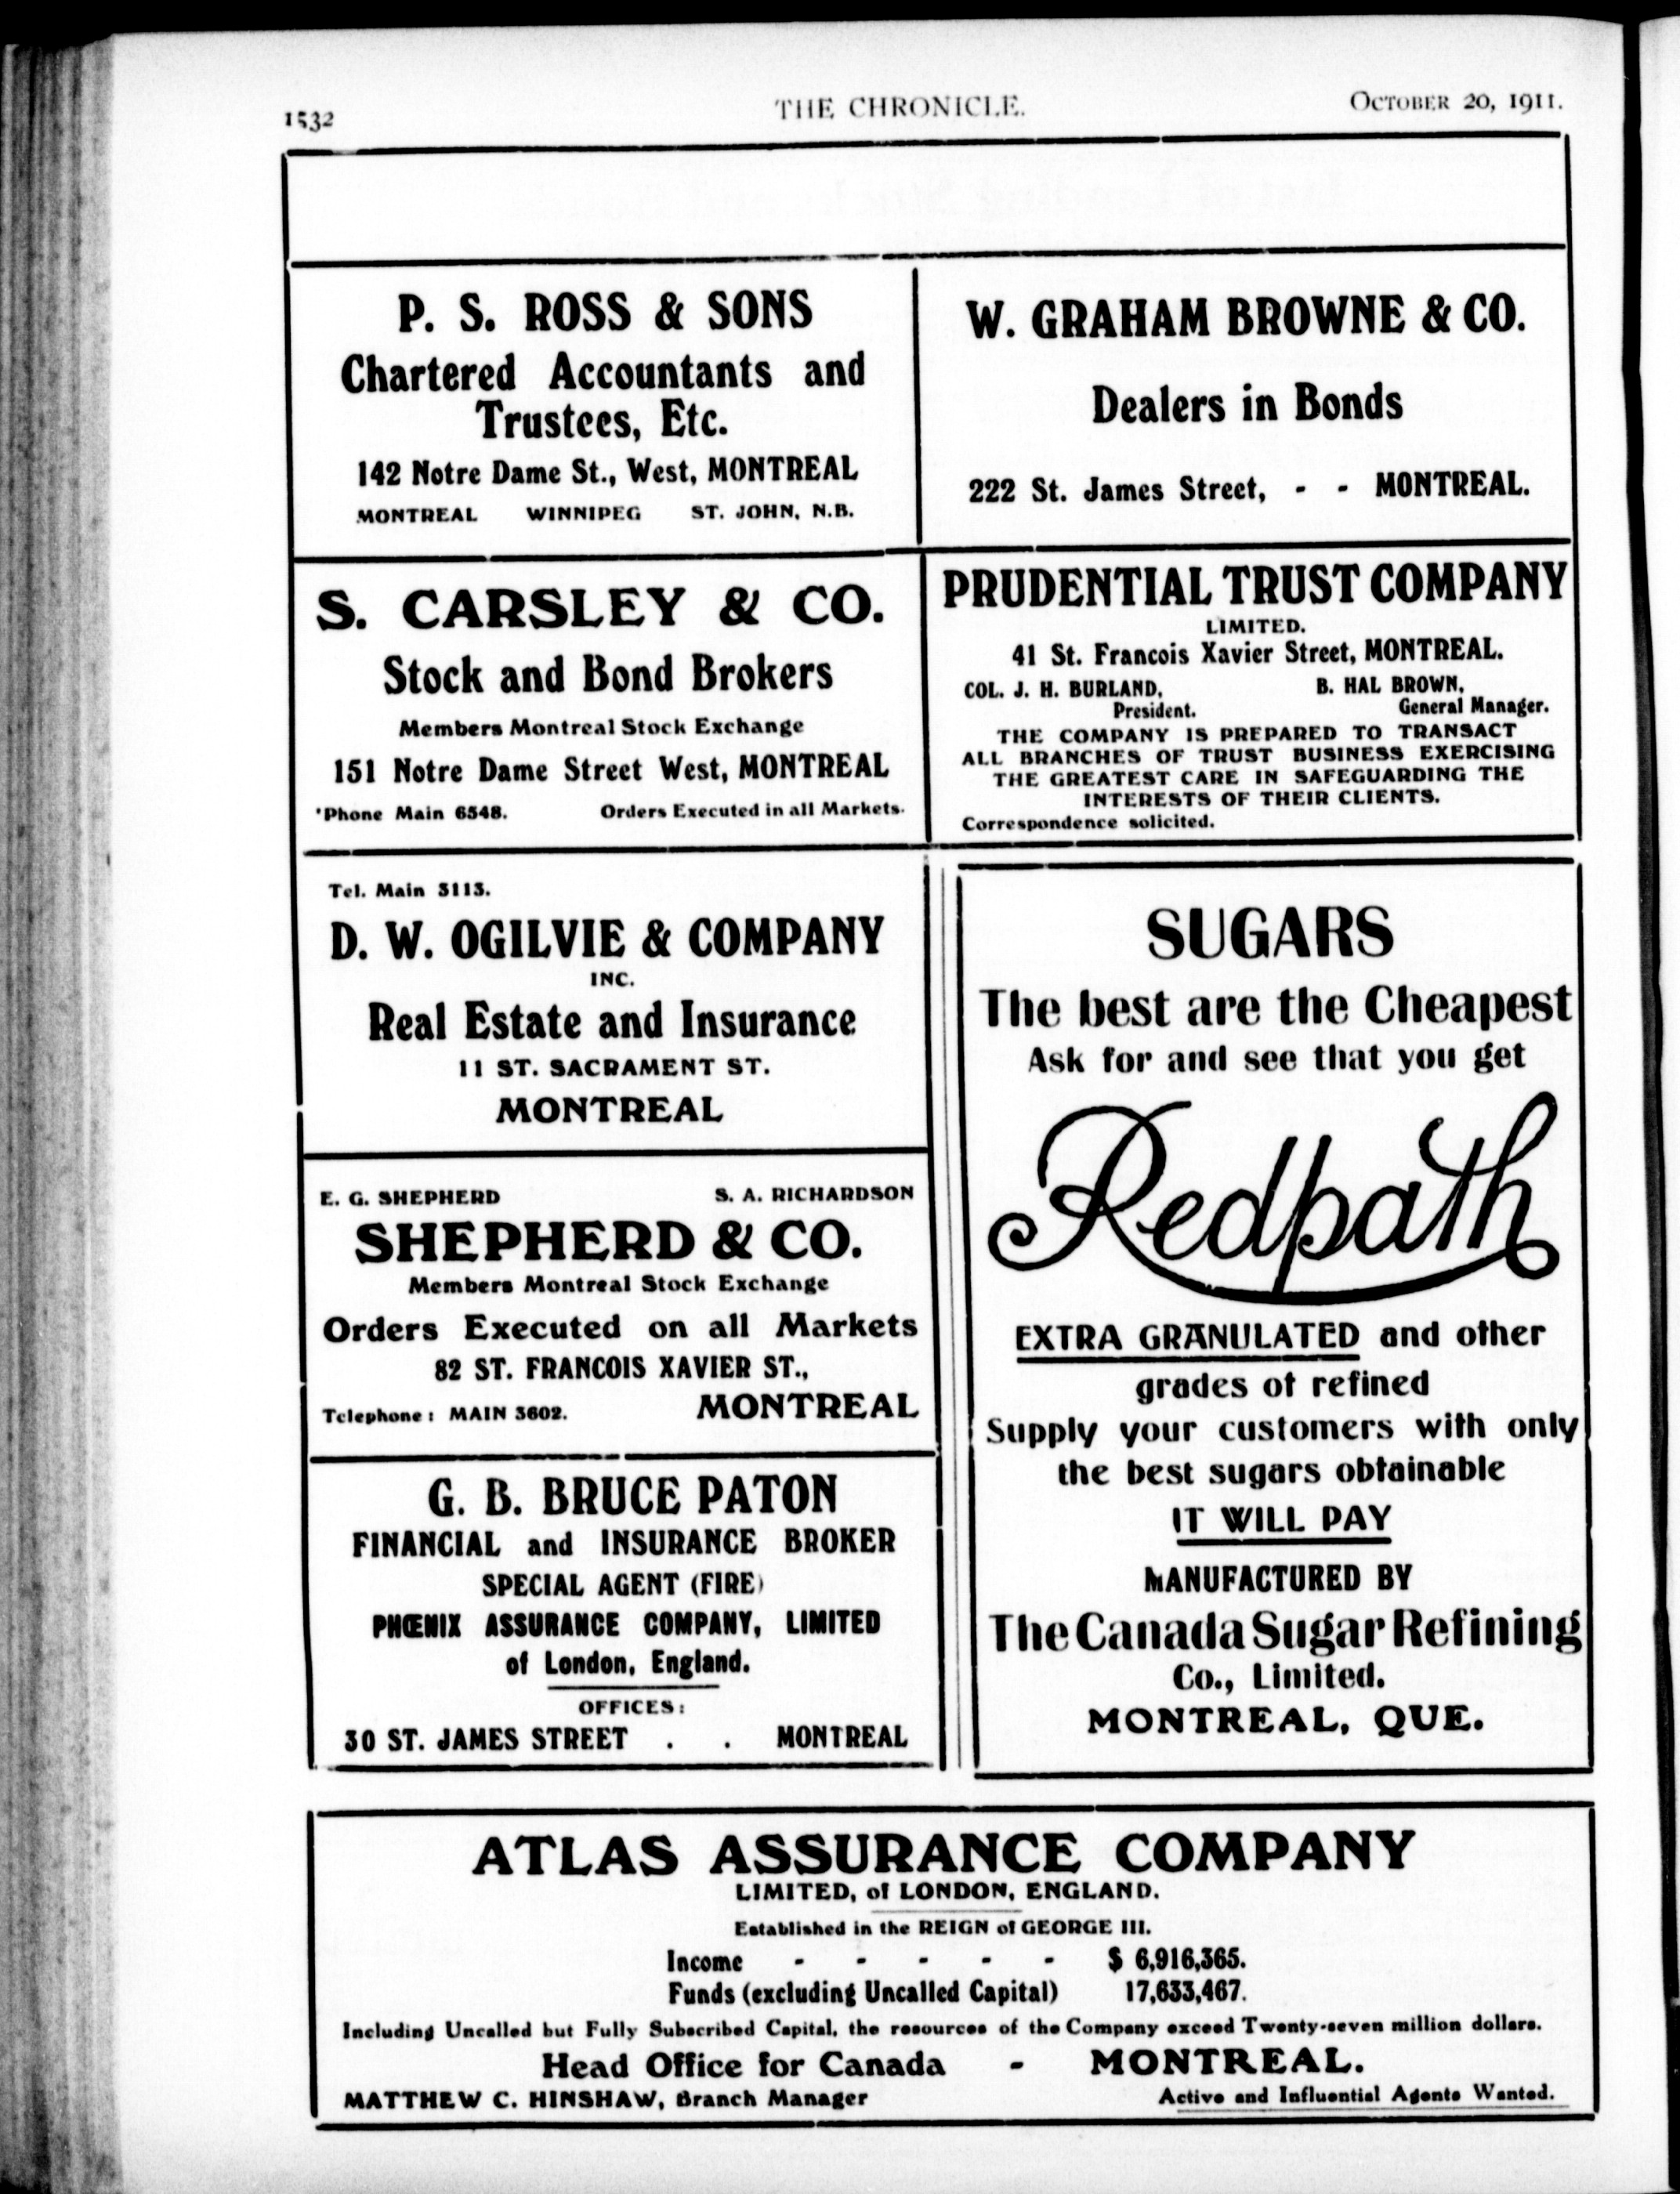 1532
THE CHRONICLE.
OCTOBER 20, 1911.
P. S. ROSS & SONS
Chartered Accountants and
Trustees, Etc.
142 Notre Dame St., West, MONTREAL
MONTREAL WINNIPEG ST. JOHN, N.B.
W. GRAHAM BROWNE & CO.
Dealers in Bonds
222 St. James Street, - - MONTREAL.
S. CARSLEY & CO.
Stock and Bond Brokers
Members Montreal Stock Exchange
151 Notre Dame Street West, MONTREAL
'Phone Main 6548. Orders Executed in all Markets.
PRUDENTIAL TRUST COMPANY
LIMITED.
41 St. Francois Xavier Street, MONTREAL.
COL. J. H. BURLAND, B. HAL BROWN,
President. General Manager.
THE COMPANY IS PREPARED TO TRANSACT
ALL BRANCHES OF TRUST BUSINESS EXERCISING
THE GREATEST CARE IN SAFEGUARDING THE
INTERESTS OF THEIR CLIENTS.
Correspondence solicited.
Tel. Main 3113.
D. W. OGILVIE & COMPANY
INC.
Real Estate and Insurance
11 ST. SACRAMENT ST.
MONTREAL
E. G. SHEPHERD S. A. RICHARDSON
SHEPHERD & CO.
Members Montreal Stock Exchange
Orders Executed on all Markets
82 ST. FRANCOIS XAVIER ST.,
Telephone: MAIN 3602. MONTREAL
G. B. BRUCE PATON
FINANCIAL and INSURANCE BROKER
SPECIAL AGENT (FIRE)
PHŒNIX ASSURANCE COMPANY, LIMITED
of London, England.
OFFICES:
30 ST. JAMES STREET . . MONTREAL
SUGARS
The best are the Cheapest
Ask for and see that you get
Redpath
EXTRA GRANULATED and other
grades of refined
Supply your customers with only
the best sugars obtainable
IT WILL PAY
MANUFACTURED BY
The Canada Sugar Refining
Co., Limited.
MONTREAL, QUE.
ATLAS ASSURANCE COMPANY
LIMITED, of LONDON, ENGLAND.
Established in the REIGN of GEORGE III.
Income - - - - - $ 6,916,365.
Funds (excluding Uncalled Capital) 17,633,467.
Including Uncalled but Fully Subscribed Capital, the resources of the Company exceed Twenty-seven million dollars.
Head Office for Canada - MONTREAL.
MATTHEW C. HINSHAW, Branch Manager Active and Influential Agents Wanted.